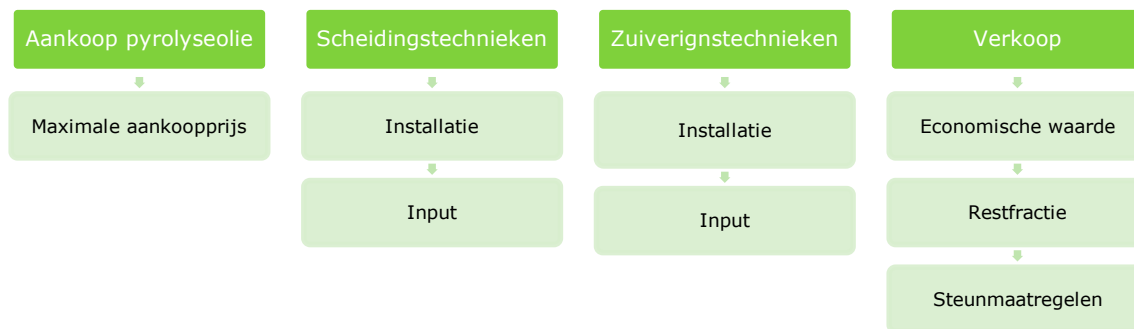 Aankoop pyrolyseolie
Maximale aankoopprijs
Scheidingstechnieken
Installatie
Input
Zuiverignstechnieken
Installatie
Input
Verkoop
Economische waarde
Restfractie
Steunmaatregelen